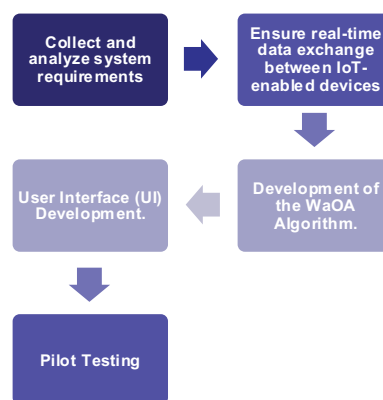 Collect and
analyze system
requirements
Ensure real-time
data exchange
between IoT-
enabled devices
Development of
the WaOA
Algorithm.
User Interface (UI)
Development.
Pilot Testing